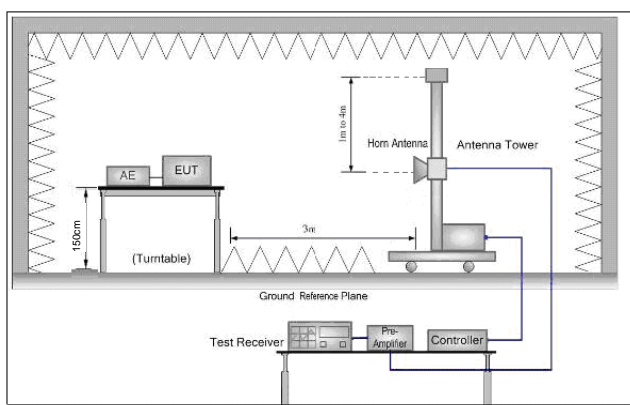 1m to 4m
Horn Antenna
Antenna Tower
AE
EUT
150cm
(Turntable)
3m
Ground Reference Plane
Test Receiver
Pre-
Amplifier
Controller